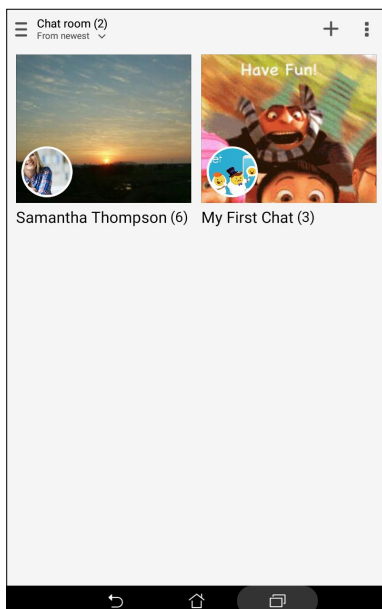 Chat room (2)
From newest
Have Fun!
Samantha Thompson (6)
My First Chat (3)